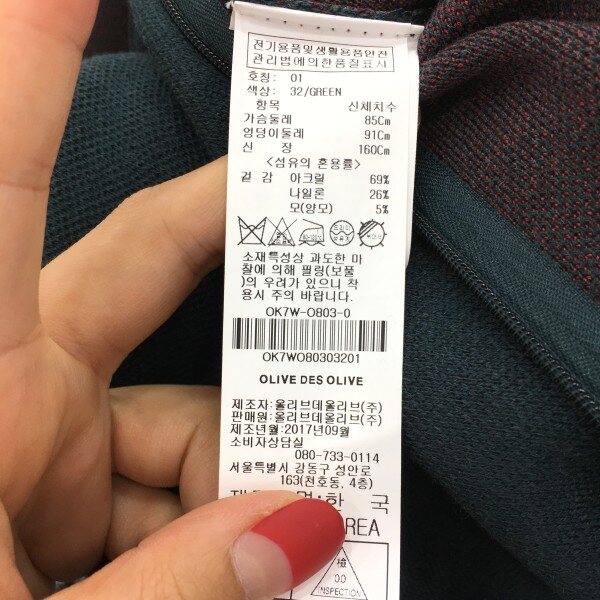 전기용품및생활용품안전
관리법에의한품질표시
호칭: 01
색상: 32/GREEN
항목 신체치수
가슴둘레 85Cm
엉덩이둘레 91Cm
신 장 160Cm
<섬유의 혼용률>
겉 감 아크릴 69%
나일론 26%
모(양모) 5%
소재특성상 과도한 마
찰에 의해 필링(보풀
)의 우려가 있으니 착
용시 주의 바랍니다.
OK7W-O803-0
OK7WO80303201
OLIVE DES OLIVE
제조자: 올리브데올리브(주)
판매원: 올리브데올리브(주)
제조년월: 2017년09월
소비자상담실
080-733-0114
서울특별시 강동구 성안로
163(천호동, 4층)
명:한 국
REA
檢
00
INSPECTION